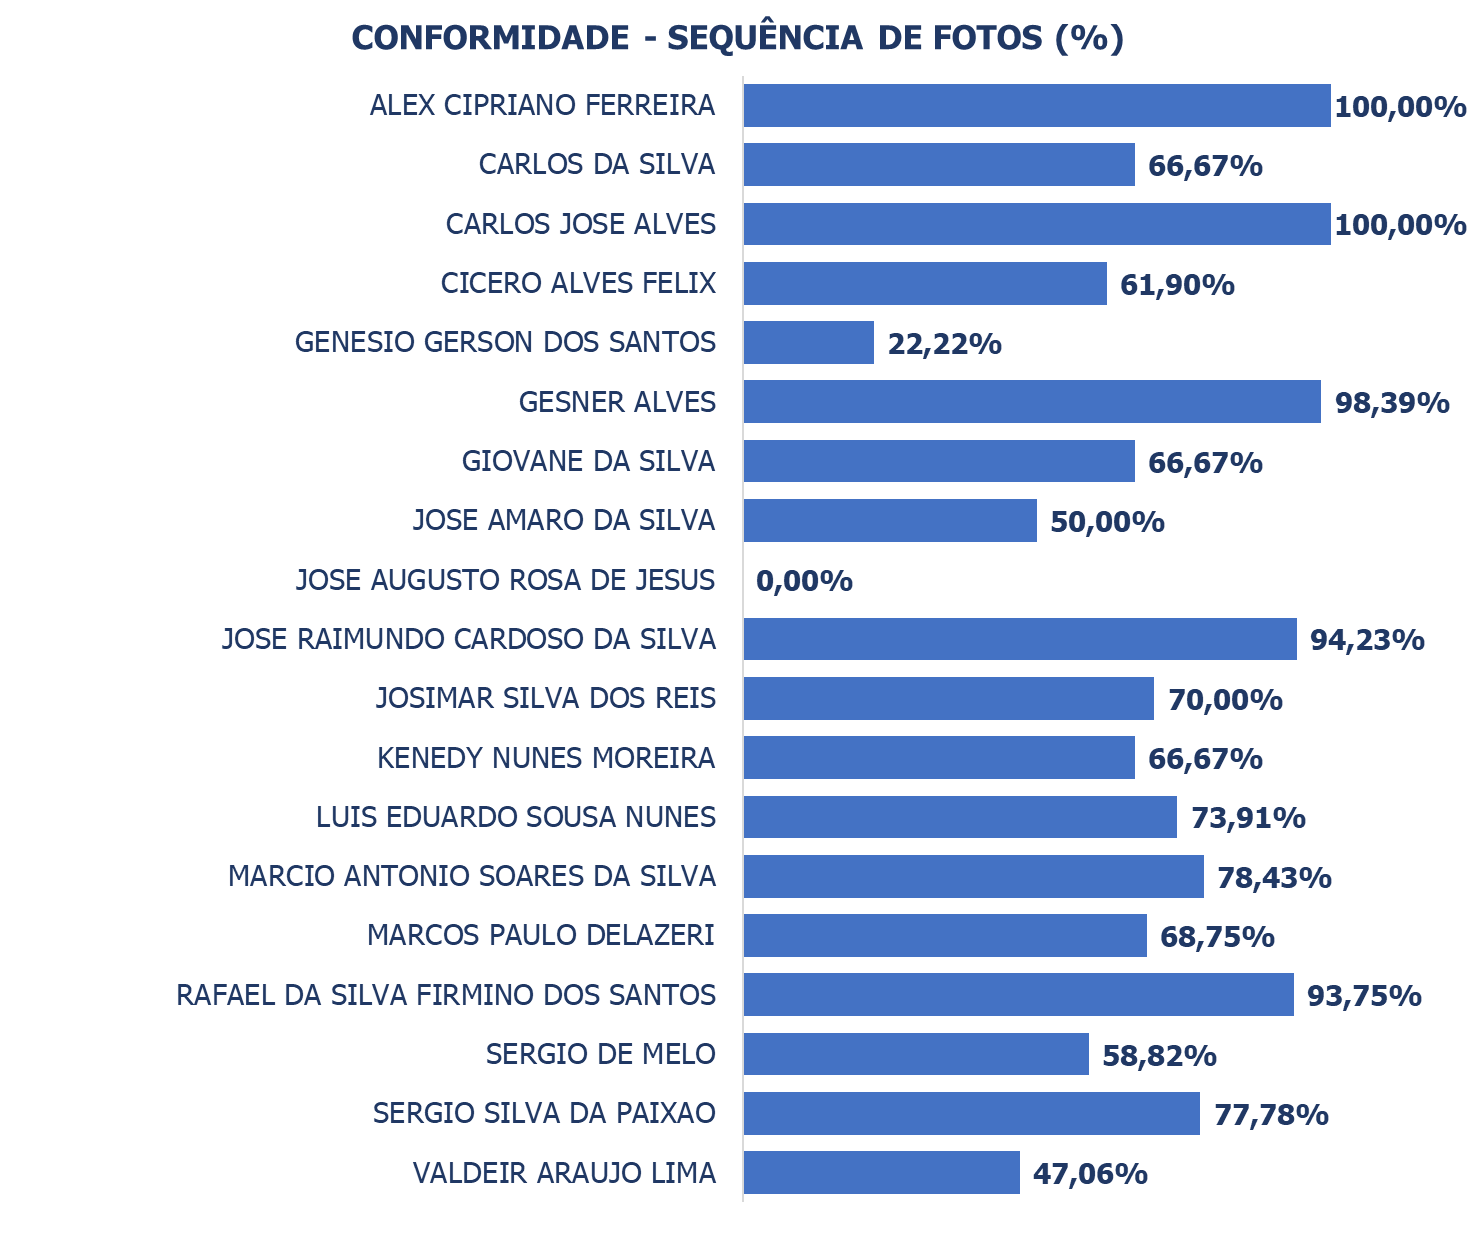 CONFORMIDADE - SEQUÊNCIA DE FOTOS (%)
ALEX CIPRIANO FERREIRA 100,00%
CARLOS DA SILVA 66,67%
CARLOS JOSE ALVES 100,00%
CICERO ALVES FELIX 61,90%
GENESIO GERSON DOS SANTOS 22,22%
GESNER ALVES 98,39%
GIOVANE DA SILVA 66,67%
JOSE AMARO DA SILVA 50,00%
JOSE AUGUSTO ROSA DE JESUS 0,00%
JOSE RAIMUNDO CARDOSO DA SILVA 94,23%
JOSIMAR SILVA DOS REIS 70,00%
KENEDY NUNES MOREIRA 66,67%
LUIS EDUARDO SOUSA NUNES 73,91%
MARCIO ANTONIO SOARES DA SILVA 78,43%
MARCOS PAULO DELAZERI 68,75%
RAFAEL DA SILVA FIRMINO DOS SANTOS 93,75%
SERGIO DE MELO 58,82%
SERGIO SILVA DA PAIXAO 77,78%
VALDEIR ARAUJO LIMA 47,06%